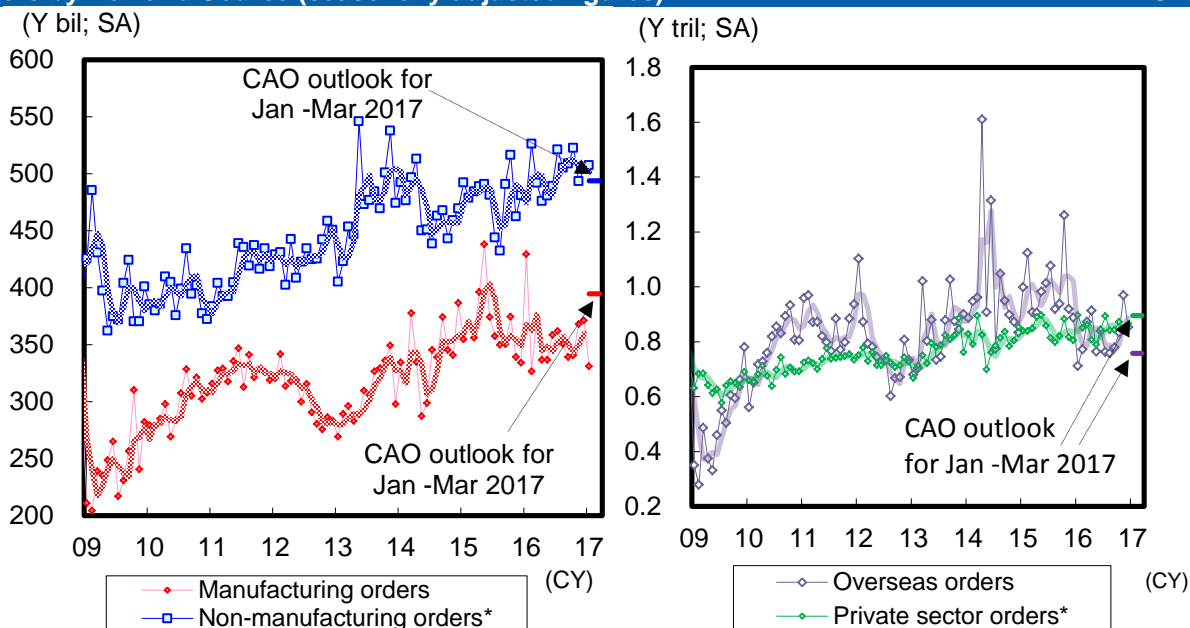 (Y bil; SA)
600
550
500
450
400
350
300
250
200
CAO outlook for
Jan -Mar 2017
CAO outlook for
Jan -Mar 2017
09 10 11 12 13 14 15 16 17
(CY)
Manufacturing orders
Non-manufacturing orders*
(Y tril; SA)
1.8
1.6
1.4
1.2
1.0
0.8
0.6
0.4
0.2
CAO outlook
for Jan -Mar 2017
09 10 11 12 13 14 15 16 17
(CY)
Overseas orders
Private sector orders*